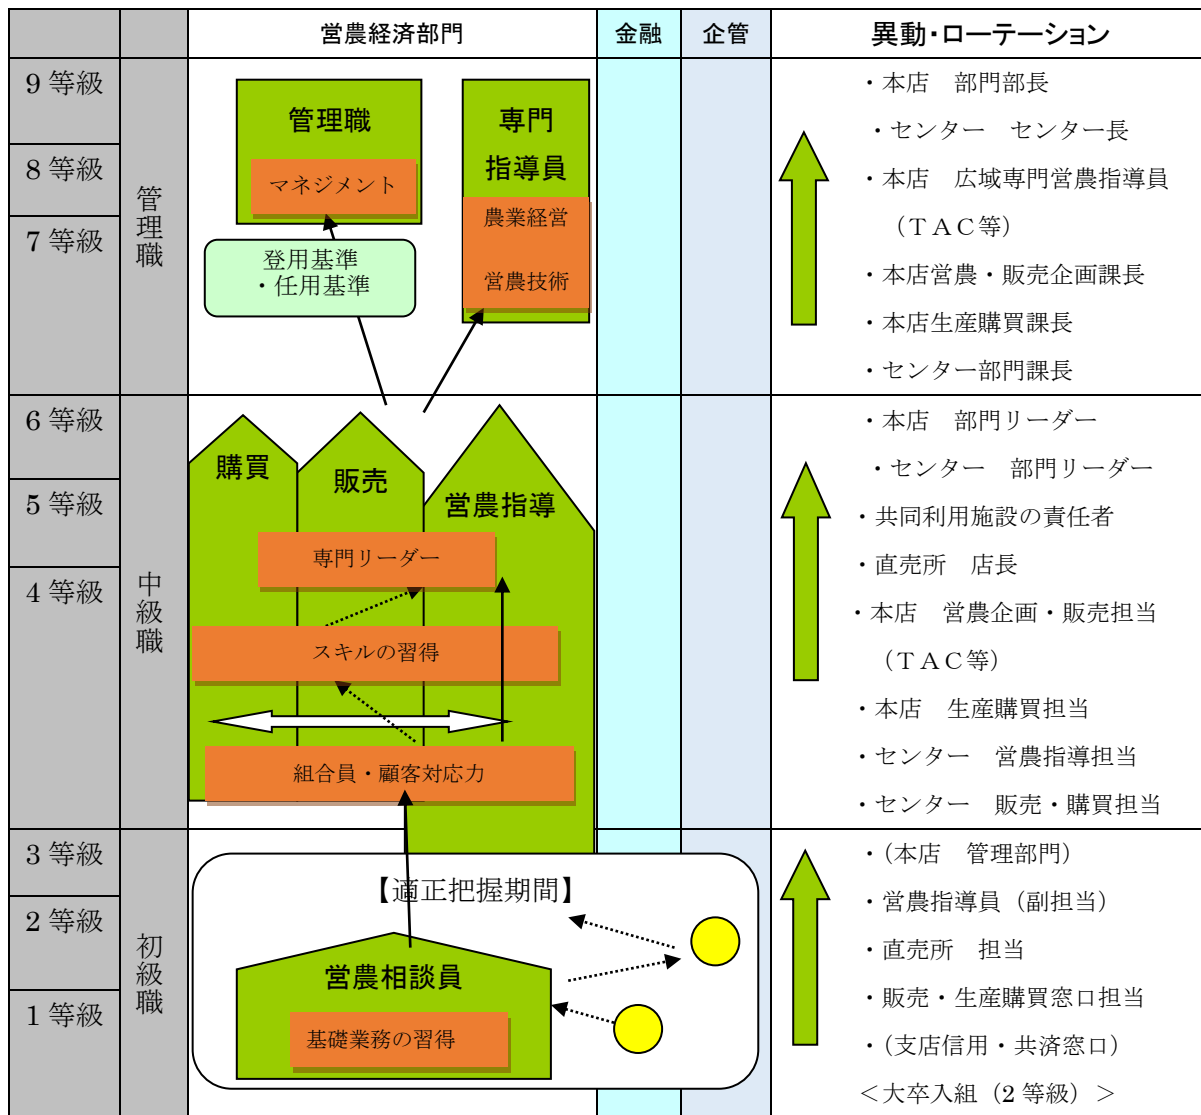 営農経済部門
金融
企管
異動・ローテーション
9 等級
8 等級
7 等級
管理職
管理職
マネジメント
登用基準
・任用基準
専門
指導員
農業経営
営農技術
・本店　部門部長
・センター　センター長
・本店　広域専門営農指導員
（ＴＡＣ等）
・本店営農・販売企画課長
・本店生産購買課長
・センター部門課長
6 等級
5 等級
4 等級
中級職
購買
販売
営農指導
専門リーダー
スキルの習得
組合員・顧客対応力
・本店　部門リーダー
・センター　部門リーダー
・共同利用施設の責任者
・直売所　店長
・本店　営農企画・販売担当
（ＴＡＣ等）
・本店　生産購買担当
・センター　営農指導担当
・センター　販売・購買担当
3 等級
2 等級
1 等級
初級職
【適正把握期間】
営農相談員
基礎業務の習得
・（本店　管理部門）
・営農指導員（副担当）
・直売所　担当
・販売・生産購買窓口担当
・（支店信用・共済窓口）
＜大卒入組（2 等級）＞